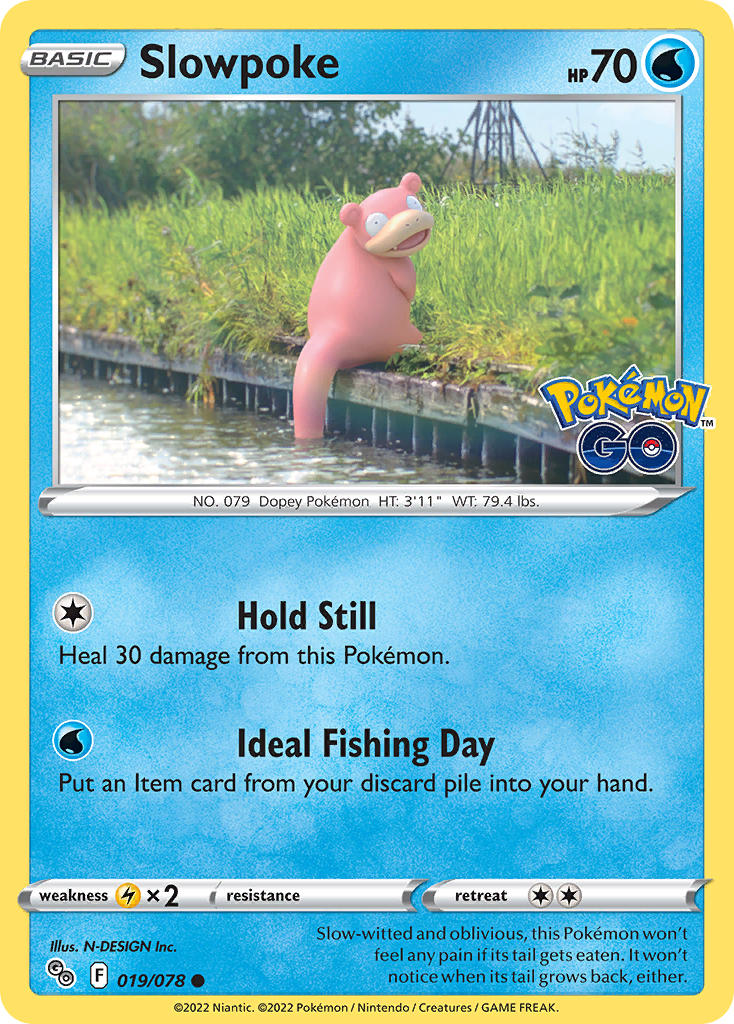 BASIC Slowpoke HP 70
Pokémon
GO
TM
NO. 079 Dopey Pokémon HT: 3'11" WT: 79.4 lbs.
Hold Still
Heal 30 damage from this Pokémon.
Ideal Fishing Day
Put an Item card from your discard pile into your hand.
weakness ×2 resistance retreat
Illus. N-DESIGN Inc.
Slow-witted and oblivious, this Pokémon won't
feel any pain if its tail gets eaten. It won't
notice when its tail grows back, either.
GO F 019/078
©2022 Niantic. ©2022 Pokémon / Nintendo / Creatures / GAME FREAK.